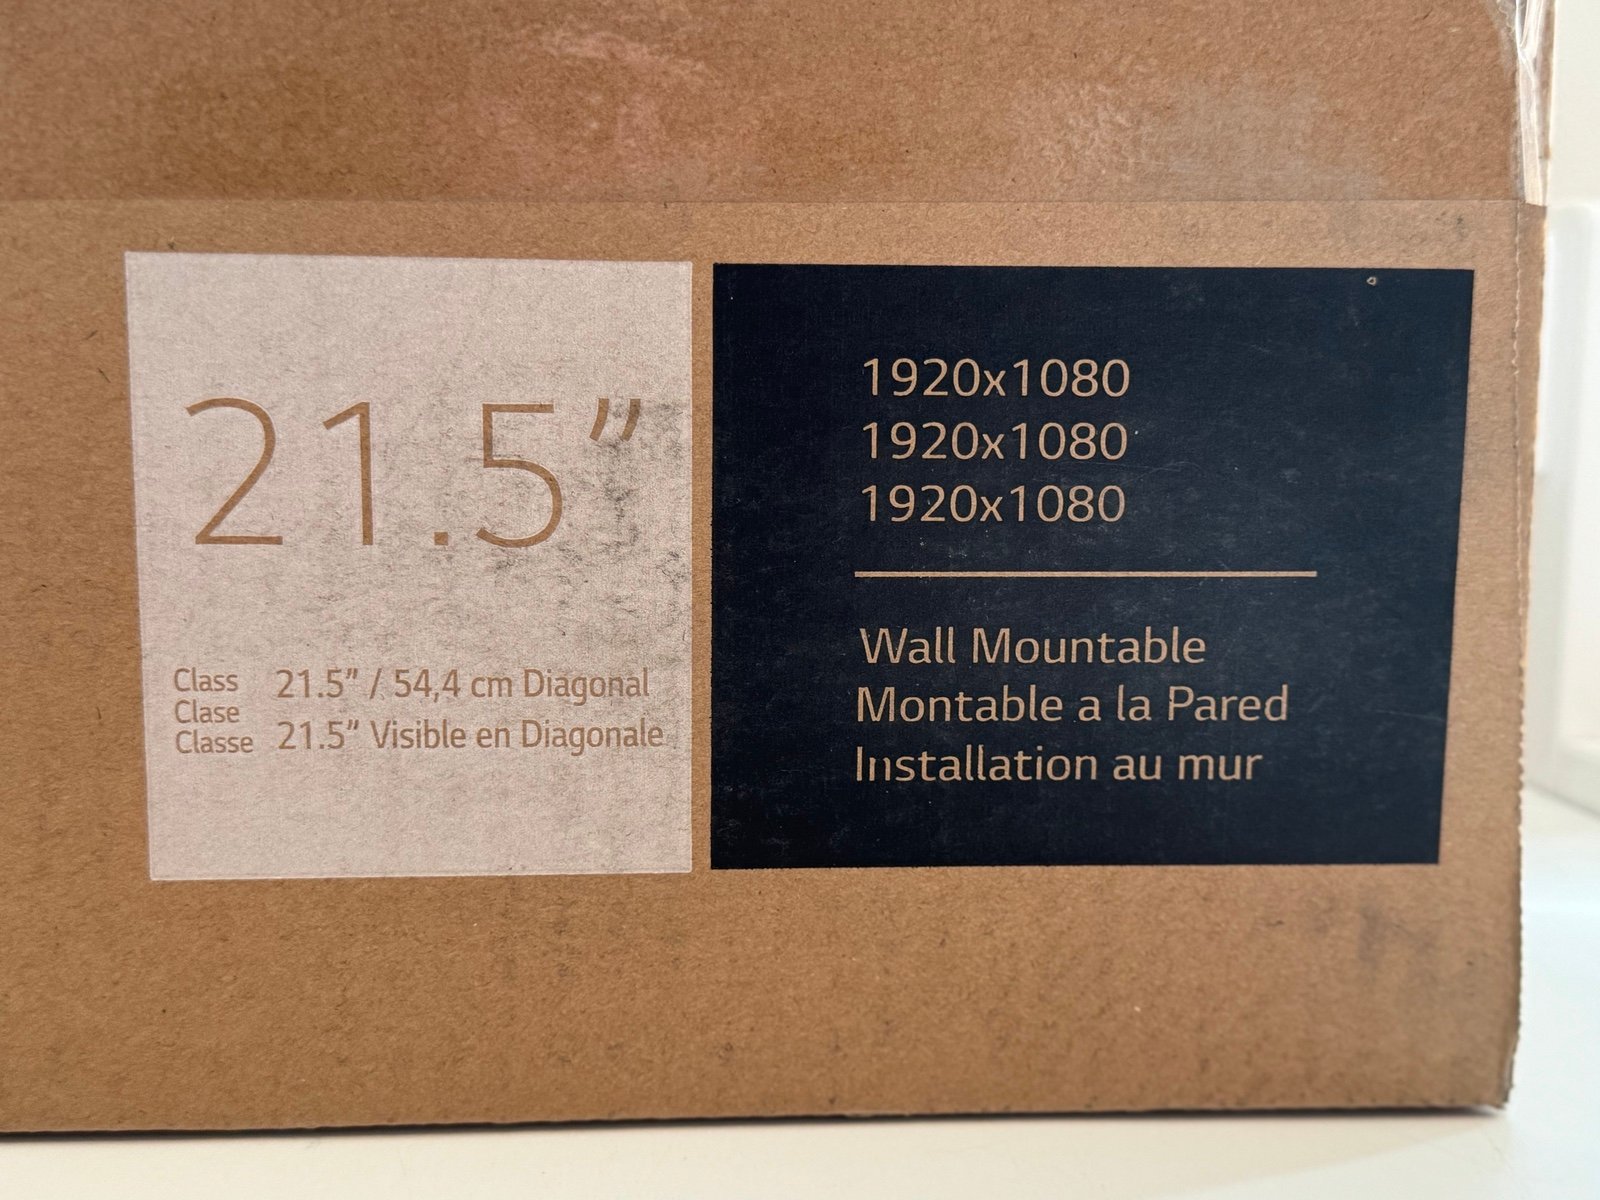 21.5”
Class
Clase
Classe
21.5” / 54,4 cm Diagonal
21.5” Visible en Diagonale
1920x1080
1920x1080
1920x1080
Wall Mountable
Montable a la Pared
Installation au mur